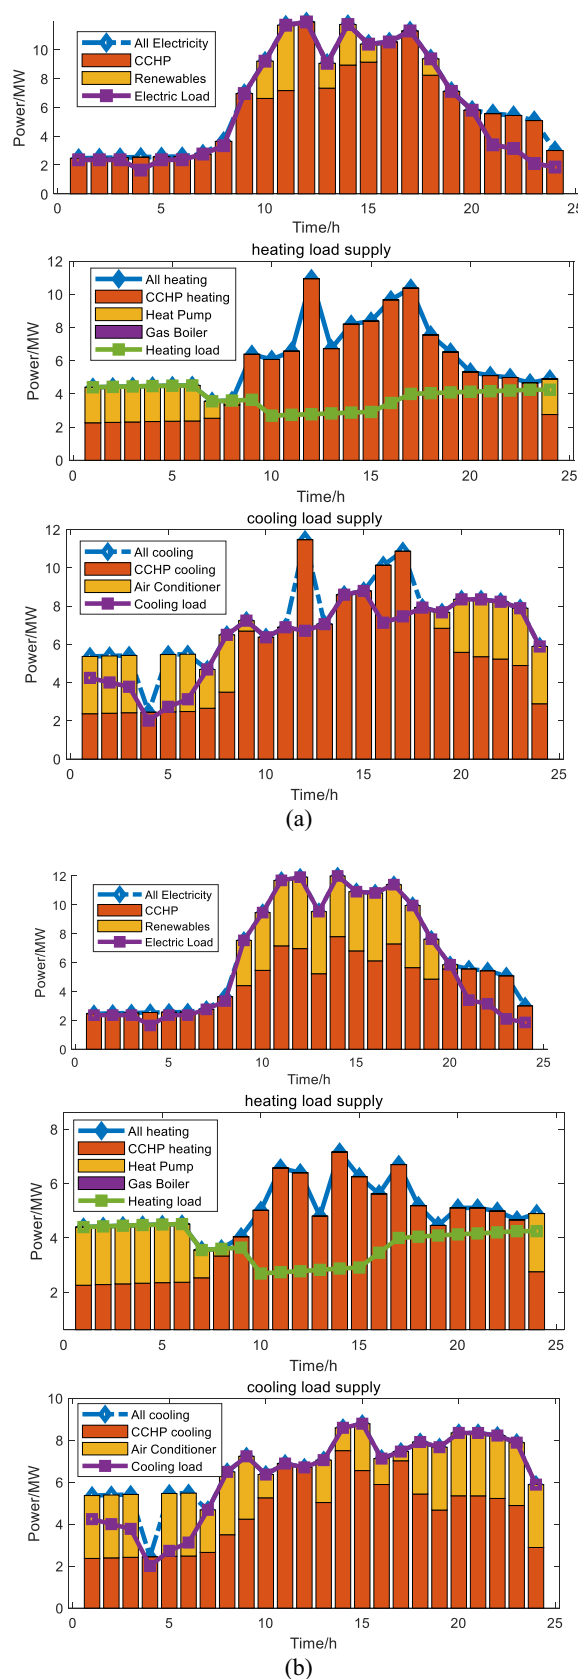 All Electricity
CCHP
Renewables
Electric Load
Power/MW
10
8
6
4
2
0
0
5
10
15
20
25
Time/h
heating load supply
All heating
CCHP heating
Heat Pump
Gas Boiler
Heating load
Power/MW
12
10
8
6
4
2
0
0
5
10
15
20
25
Time/h
cooling load supply
All cooling
CCHP cooling
Air Conditioner
Cooling load
Power/MW
12
10
8
6
4
2
0
0
5
10
15
20
25
Time/h
(a)
All Electricity
CCHP
Renewables
Electric Load
Power/MW
12
10
8
6
4
2
0
0
5
10
15
20
25
Time/h
heating load supply
All heating
CCHP heating
Heat Pump
Gas Boiler
Heating load
Power/MW
8
6
4
2
0
5
10
15
20
25
Time/h
cooling load supply
All cooling
CCHP cooling
Air Conditioner
Cooling load
Power/MW
10
8
6
4
2
0
0
5
10
15
20
25
Time/h
(b)